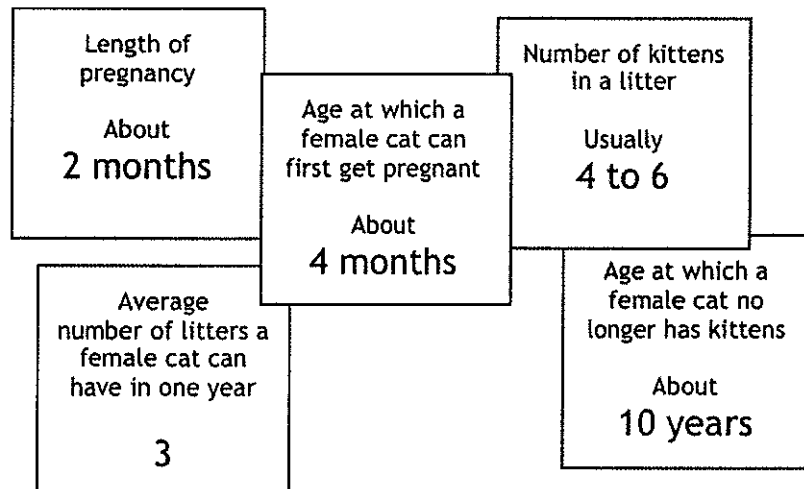 Length of
pregnancy
About
2 months
Age at which a
female cat can
first get pregnant
About
4 months
Number of kittens
in a litter
Usually
4 to 6
Average
number of litters a
female cat can
have in one year
3
Age at which a
female cat no
longer has kittens
About
10 years